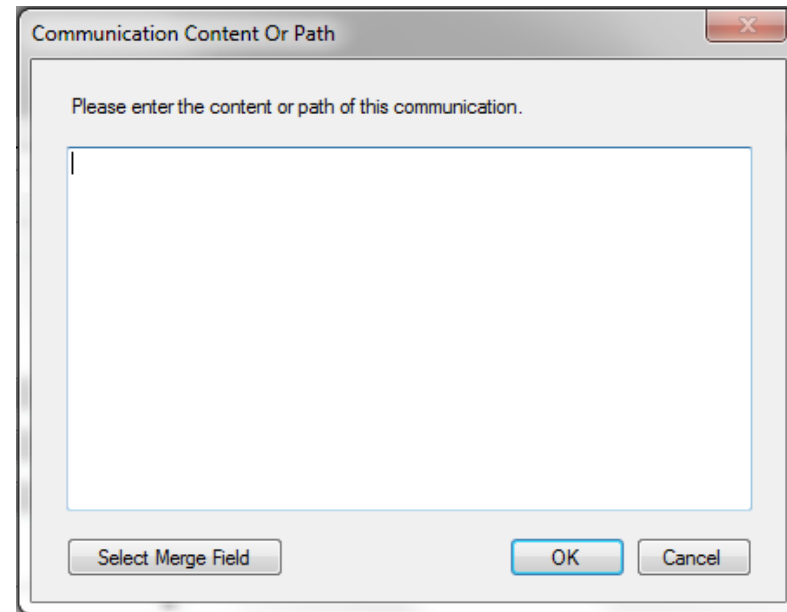 Communication Content Or Path
Please enter the content or path of this communication.
Select Merge Field
OK
Cancel